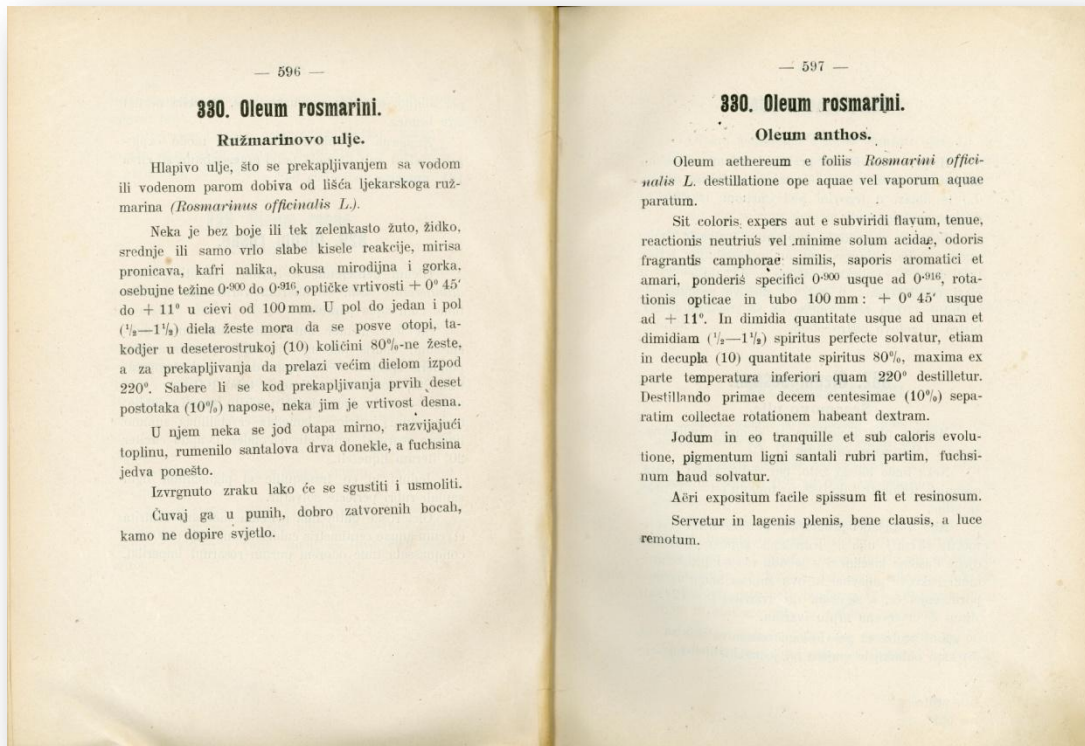 — 596 —
330. Oleum rosmarini.
Ružmarinovo ulje.
Hlapivo ulje, što se prekapljivanjem sa vodom
ili vodenom parom dobiva od lišća ljekarskoga ruž-
marina (Rosmarinus officinalis L.).
Neka je bez boje ili tek zelenkasto žuto, židko,
srednje ili samo vrlo slabe kisele reakcije, mirisa
pronicava, kafri nalika, okusa mirodijna i gorka,
osebujne težine 0·900 do 0·916, optičke vrtivosti + 0° 45′
do + 11° u cievi od 100 mm. U pol do jedan i pol
(½—1½) diela žeste mora da se posve otopi, ta-
kodjer u deseterostrukoj (10) količini 80%-ne žeste,
a za prekapljivanja da prelazi većim dielom izpod
220°. Sabere li se kod prekapljivanja prvih deset
postotaka (10%) napose, neka jim je vrtivost desna.
U njem neka se jod otapa mirno, razvijajući
toplinu, rumenilo santalova drva donekle, a fuchsina
jedva ponešto.
Izvrgnuto zraku lako će se sgustiti i usmoliti.
Čuvaj ga u punih, dobro zatvorenih bocah,
kamo ne dopire svjetlo.
— 597 —
330. Oleum rosmarini.
Oleum anthos.
Oleum aethereum e foliis Rosmarini offici-
nalis L. destillatione ope aquae vel vaporum aquae
paratum.
Sit coloris expers aut e subviridi flavum, tenue,
reactionis neutrius vel minime solum acidae, odoris
fragrantis camphorae similis, saporis aromatici et
amari, ponderis specifici 0·900 usque ad 0·916, rota-
tionis opticae in tubo 100 mm : + 0° 45′ usque
ad + 11°. In dimidia quantitate usque ad unam et
dimidiam (½—1½) spiritus perfecte solvatur, etiam
in decupla (10) quantitate spiritus 80%, maxima ex
parte temperatura inferiori quam 220° destilletur.
Destillando primae decem centesimae (10%) sepa-
ratim collectae rotationem habeant dextram.
Jodum in eo tranquille et sub caloris evolu-
tione, pigmentum ligni santali rubri partim, fuchsi-
num haud solvatur.
Aëri expositum facile spissum fit et resinosum.
Servetur in lagenis plenis, bene clausis, a luce
remotum.